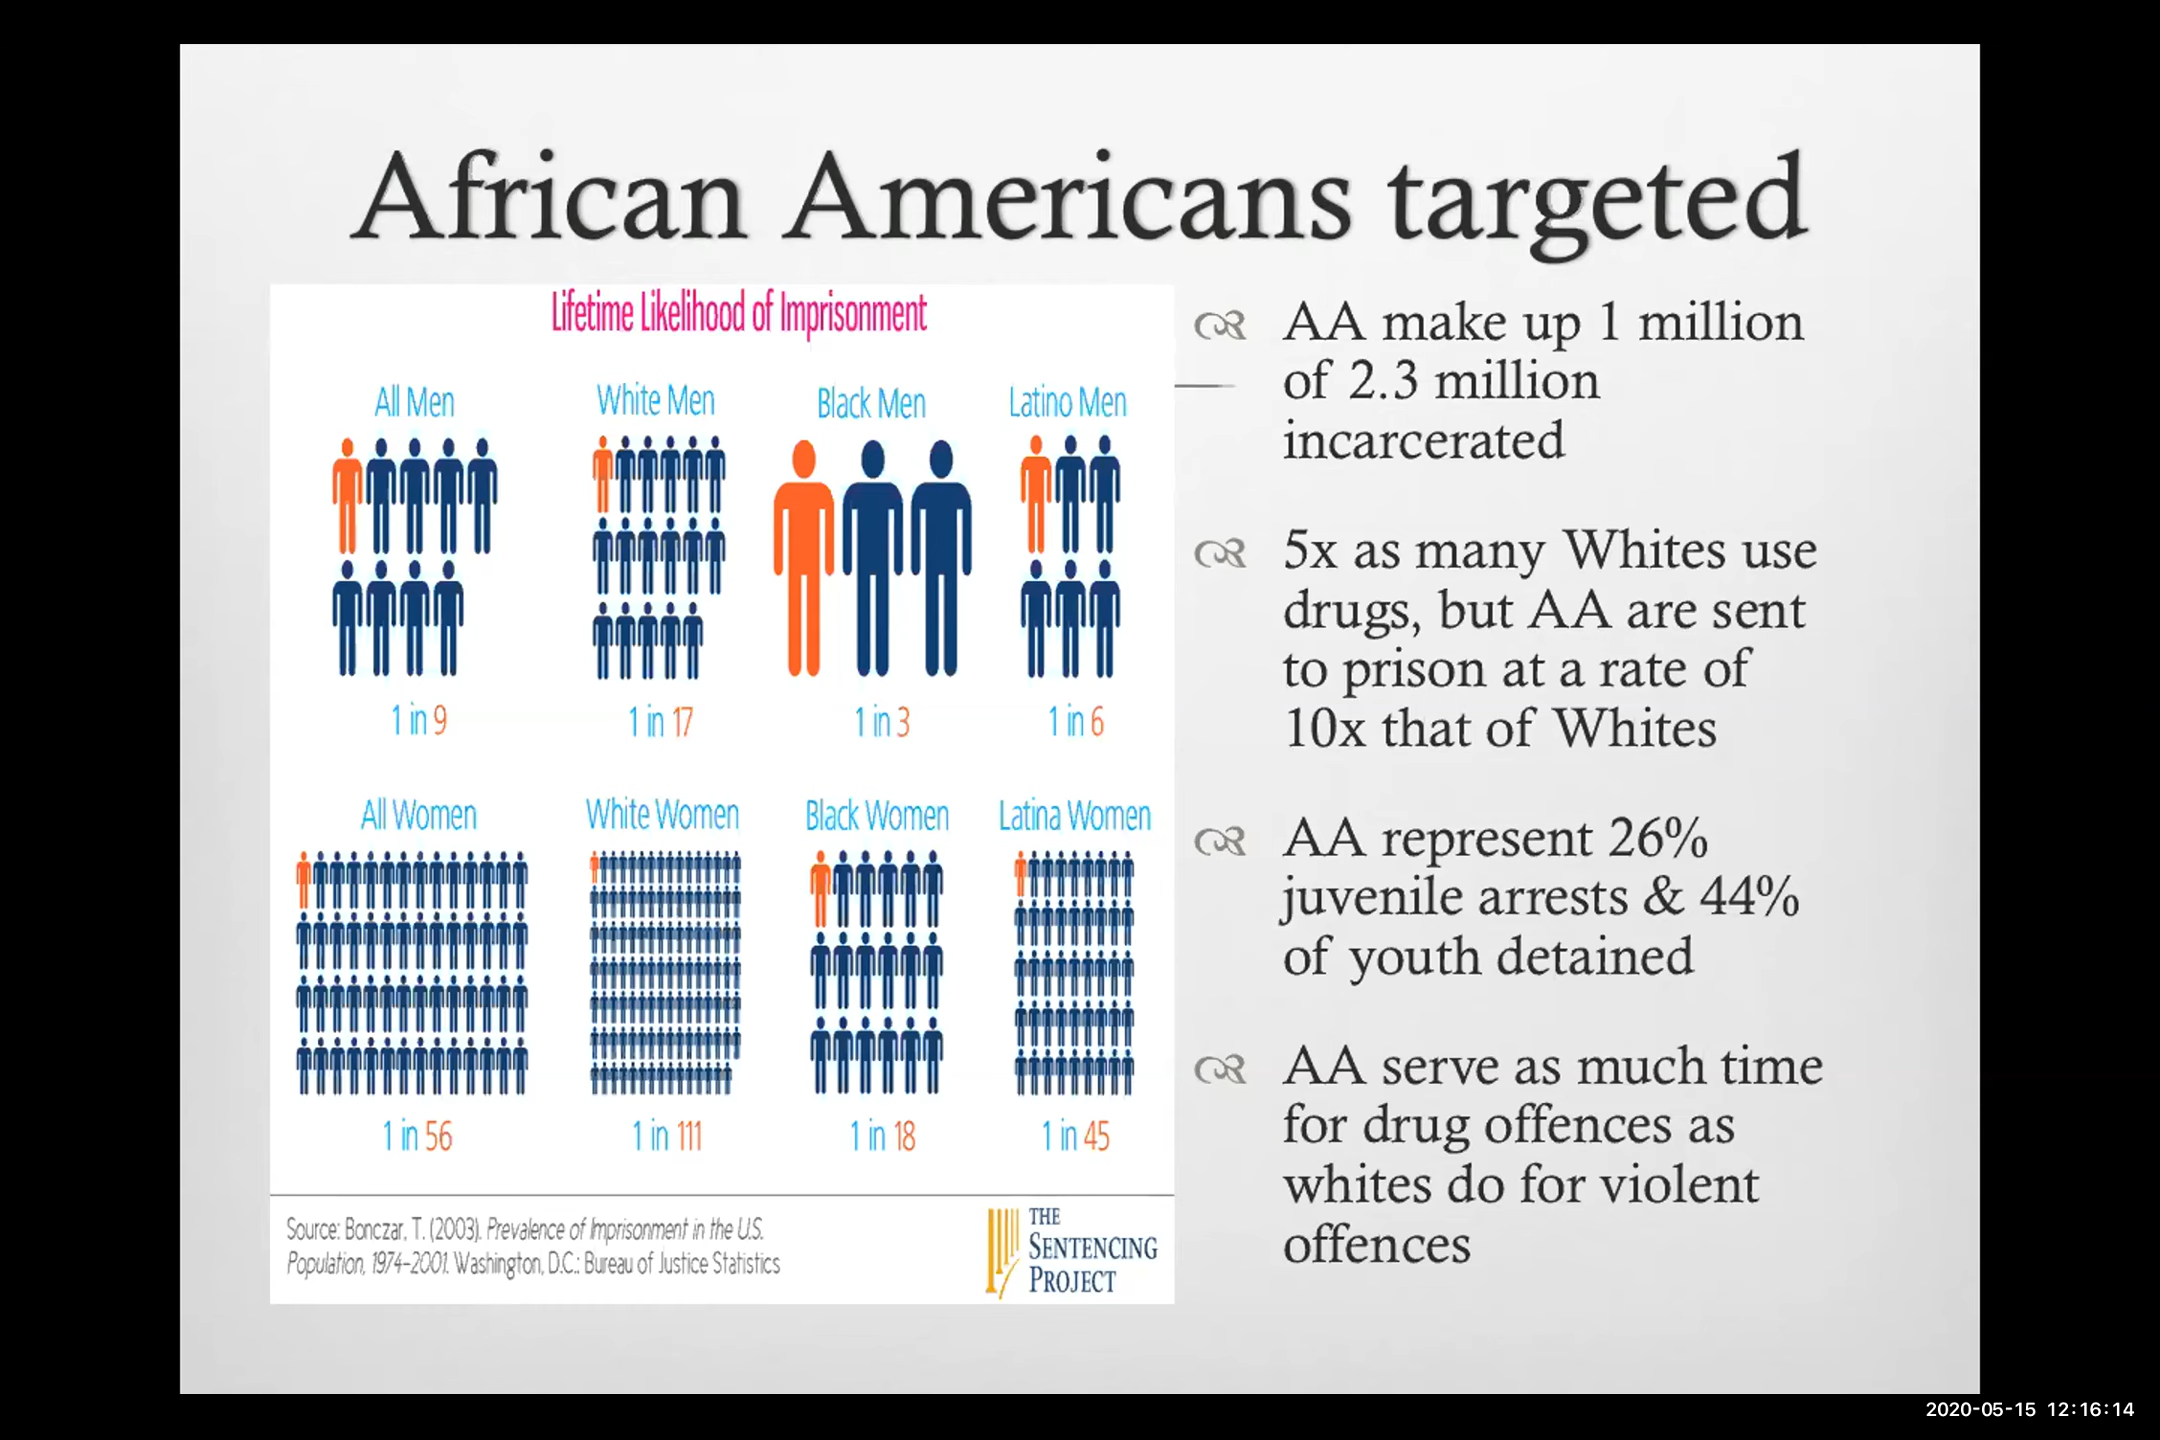 African Americans targeted
Lifetime Likelihood of Imprisonment
All Men
White Men
Black Men
Latino Men
1 in 9
1 in 17
1 in 3
1 in 6
All Women
White Women
Black Women
Latina Women
1 in 56
1 in 111
1 in 18
1 in 45
Source: Bonczar, T. (2003). Prevalence of Imprisonment in the U.S.
Population, 1974-2001. Washington, D.C.: Bureau of Justice Statistics
THE
SENTENCING
PROJECT
AA make up 1 million
of 2.3 million
incarcerated
5x as many Whites use
drugs, but AA are sent
to prison at a rate of
10x that of Whites
AA represent 26%
juvenile arrests & 44%
of youth detained
AA serve as much time
for drug offences as
whites do for violent
offences
2020-05-15 12:16:14